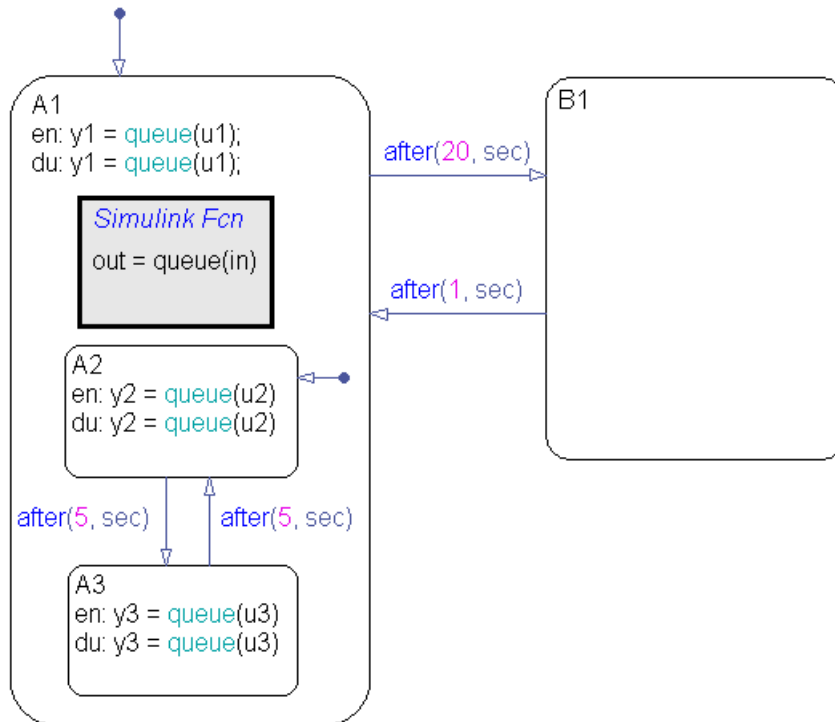 A1
en: y1 = queue(u1);
du: y1 = queue(u1);
Simulink Fcn
out = queue(in)
A2
en: y2 = queue(u2)
du: y2 = queue(u2)
after(5, sec)
after(5, sec)
A3
en: y3 = queue(u3)
du: y3 = queue(u3)
after(20, sec)
after(1, sec)
B1